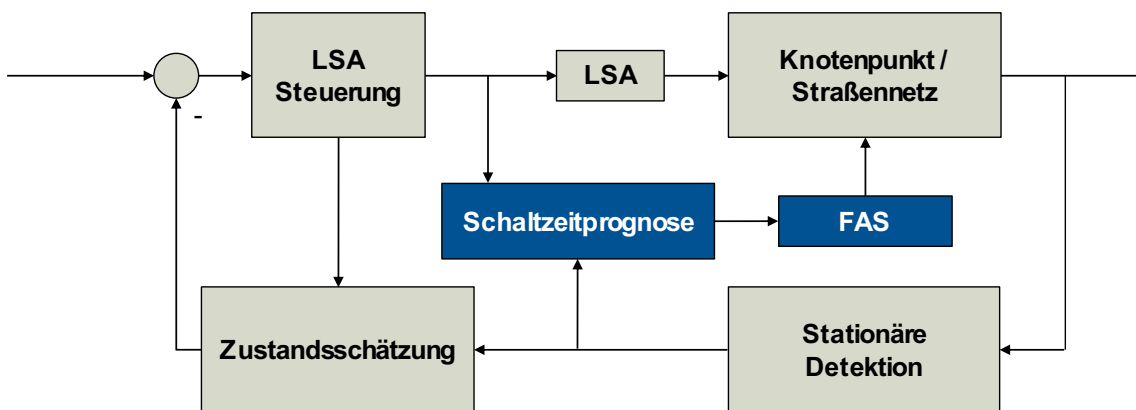 LSA
Steuerung
LSA
Knotenpunkt /
Straßennetz
-
Schaltzeitprognose
FAS
Zustandsschätzung
Stationäre
Detektion